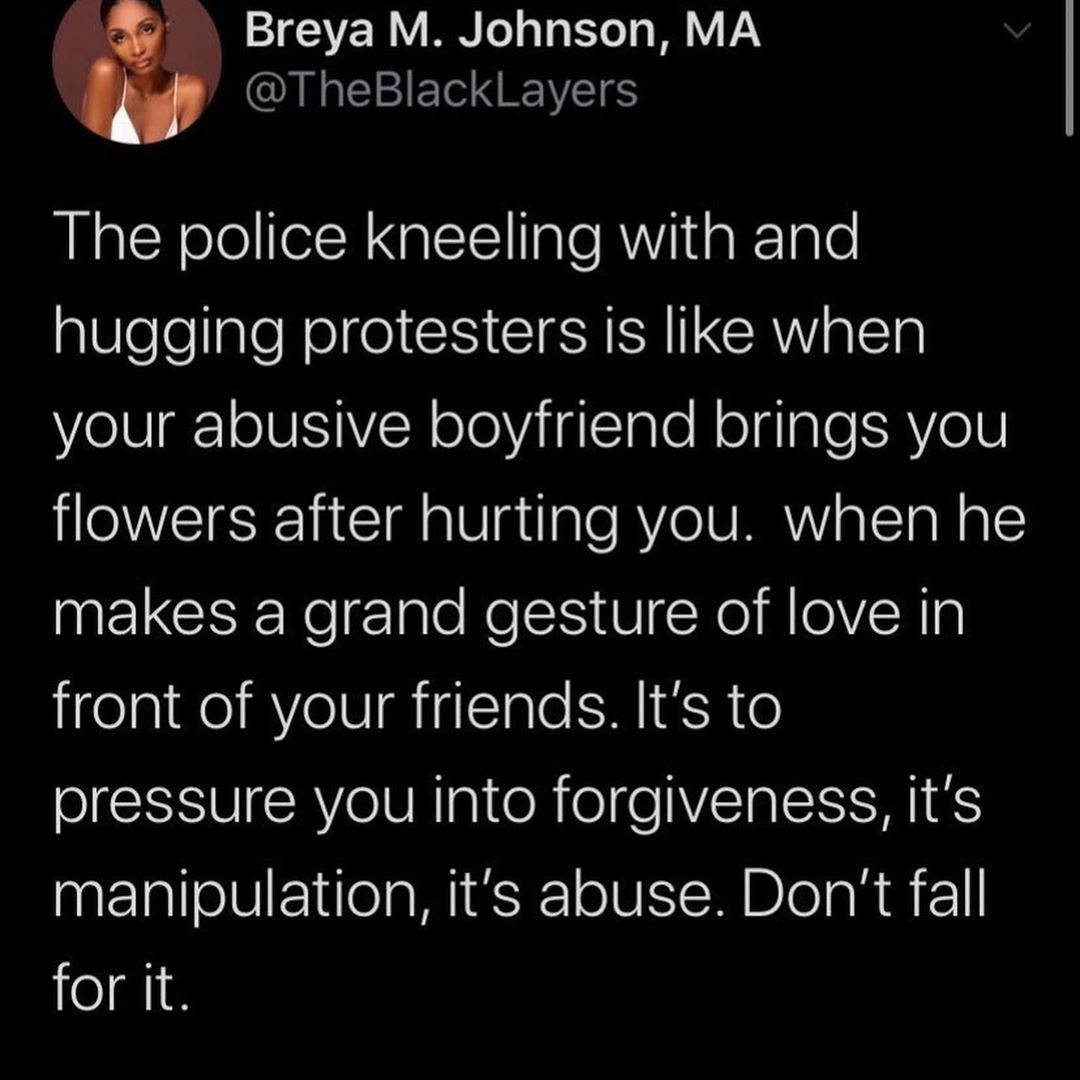 Breya M. Johnson, MA
@TheBlackLayers
The police kneeling with and
hugging protesters is like when
your abusive boyfriend brings you
flowers after hurting you.  when he
makes a grand gesture of love in
front of your friends. It’s to
pressure you into forgiveness, it’s
manipulation, it’s abuse. Don’t fall
for it.